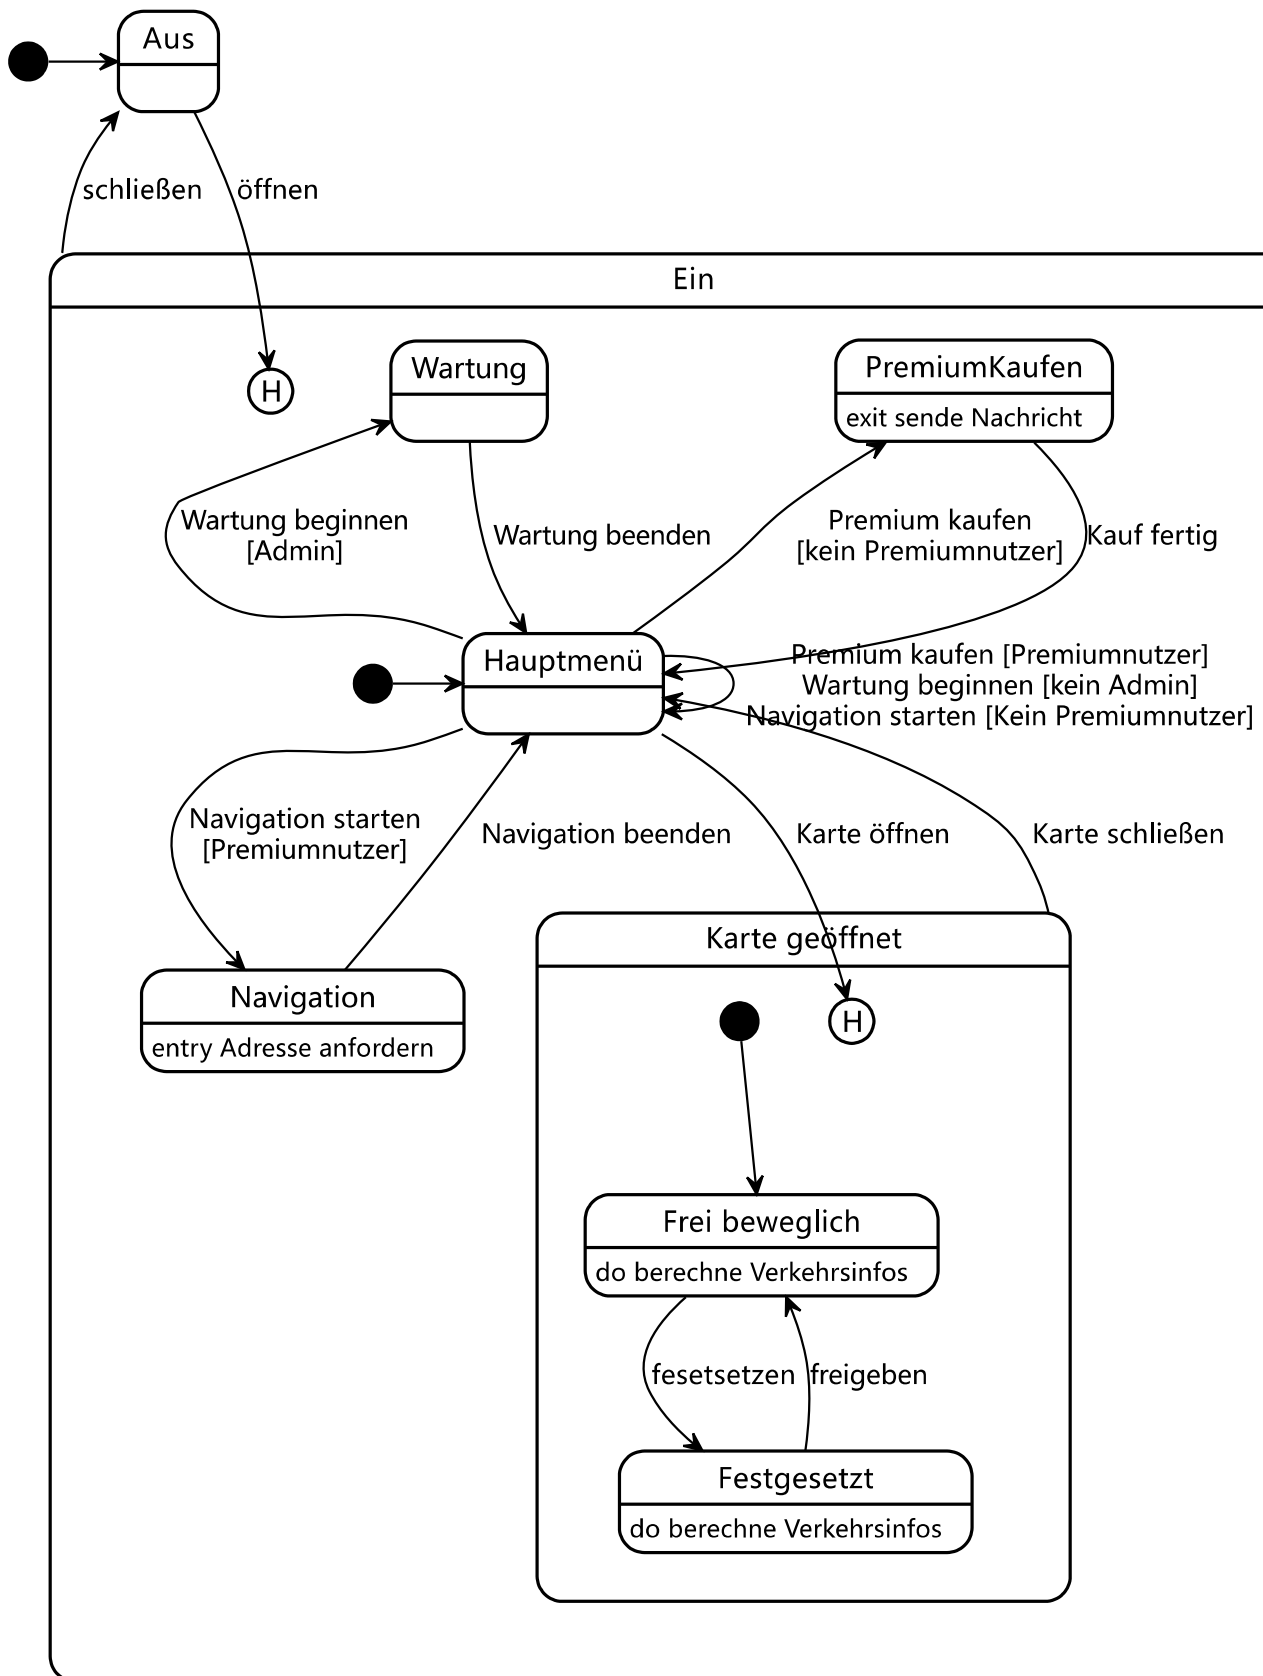 Aus
schließen
öffnen
Ein
H
Wartung
PremiumKaufen
exit sende Nachricht
Wartung beginnen
[Admin]
Wartung beenden
Premium kaufen
[kein Premiumnutzer]
Kauf fertig
Hauptmenü
Premium kaufen [Premiumnutzer]
Wartung beginnen [kein Admin]
Navigation starten [Kein Premiumnutzer]
Navigation starten
[Premiumnutzer]
Navigation beenden
Karte öffnen
Karte schließen
Karte geöffnet
Navigation
entry Adresse anfordern
H
Frei beweglich
do berechne Verkehrsinfos
fesetsetzen
freigeben
Festgesetzt
do berechne Verkehrsinfos